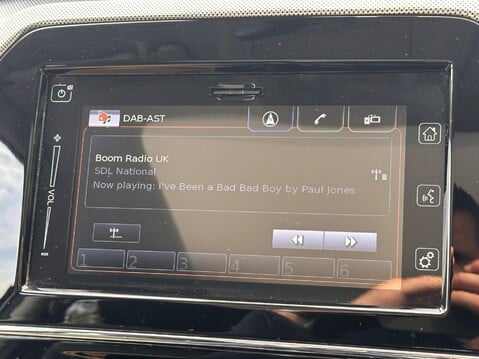 DAB-AST
Boom Radio UK
SDL National
Now playing: I've Been a Bad Bad Boy by Paul Jones
VOL
1 2 3 4 5 6